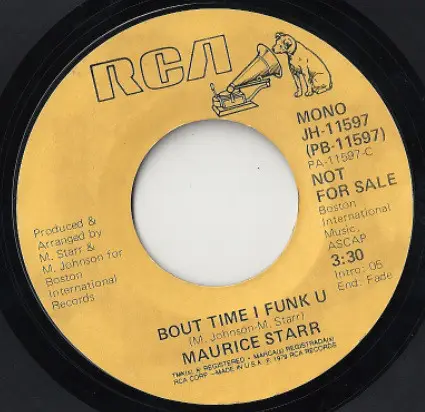 RCA
MONO
JH-11597
(PB-11597)
PA-11597-C
NOT
FOR SALE
Boston
International
Music,
ASCAP
3:30
Intro: 05
End: Fade
Produced &
Arranged by
M. Starr &
M. Johnson for
Boston
International
Records
BOUT TIME I FUNK U
(M. Johnson-M. Starr)
MAURICE STARR
TMK(s) ® REGISTERED • MARCA(s) REGISTRADA(s)
RCA CORP.—MADE IN U.S.A. ℗ 1979 RCA RECORDS